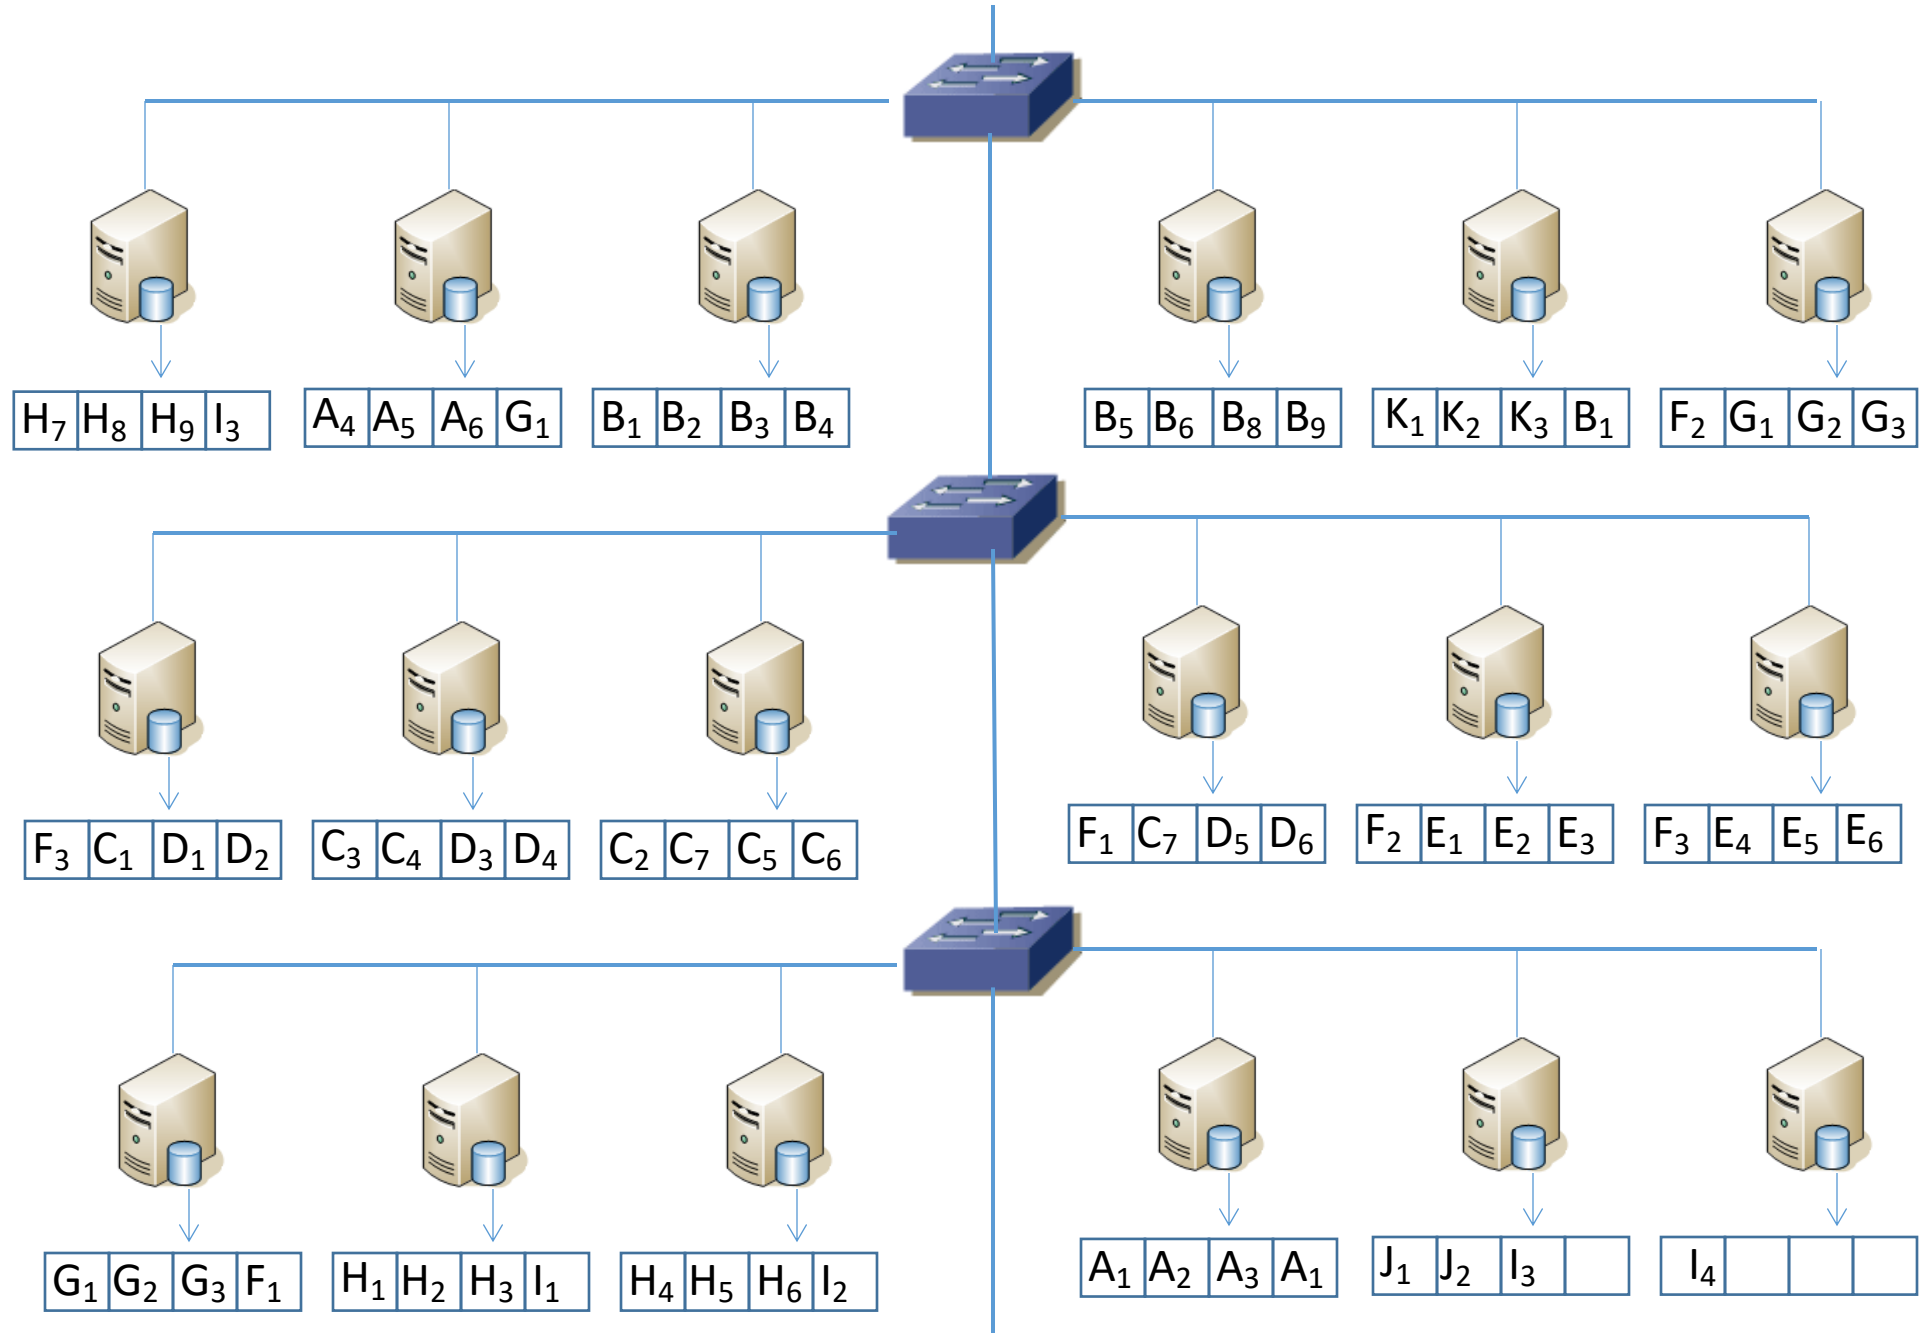 H₇ H₈ H₉ I₃ A₄ A₅ A₆ G₁ B₁ B₂ B₃ B₄ B₅ B₆ B₈ B₉ K₁ K₂ K₃ B₁ F₂ G₁ G₂ G₃
F₃ C₁ D₁ D₂ C₃ C₄ D₃ D₄ C₂ C₇ C₅ C₆ F₁ C₇ D₅ D₆ F₂ E₁ E₂ E₃ F₃ E₄ E₅ E₆
G₁ G₂ G₃ F₁ H₁ H₂ H₃ I₁ H₄ H₅ H₆ I₂ A₁ A₂ A₃ A₁ J₁ J₂ I₃ I₄